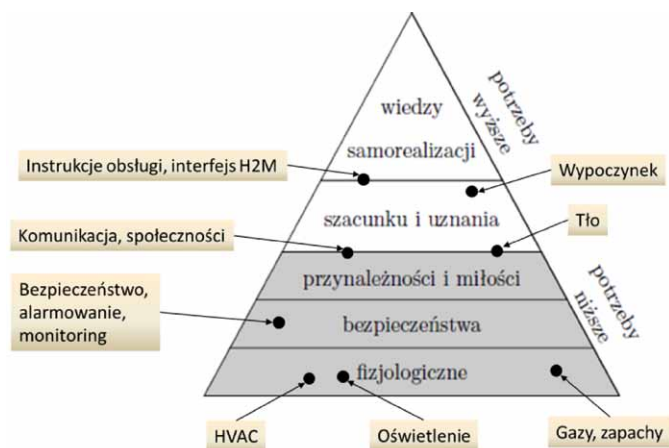 wiedzy
potrzeby
wyższe
samorealizacji
Instrukcje obsługi, interfejs H2M
Wypoczynek
szacunku i uznania
Tło
Komunikacja, społeczności
przynależności i miłości
potrzeby
niższe
Bezpieczeństwo,
alarmowanie,
monitoring
bezpieczeństwa
fizjologiczne
HVAC
Oświetlenie
Gazy, zapachy